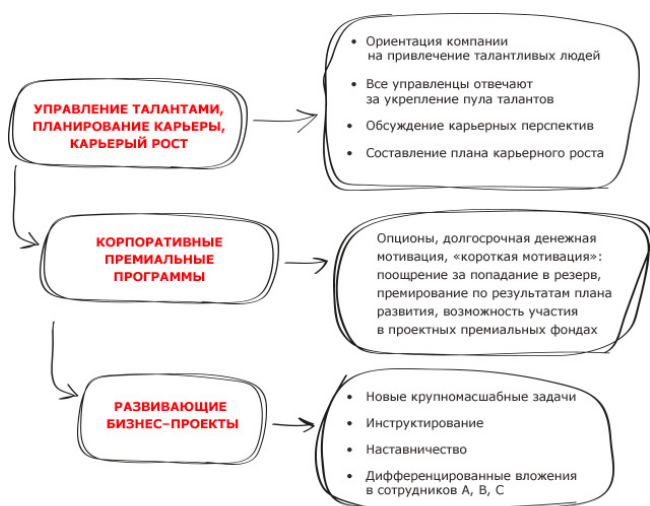 УПРАВЛЕНИЕ ТАЛАНТАМИ,
ПЛАНИРОВАНИЕ КАРЬЕРЫ,
КАРЬЕРЫЙ РОСТ
• Ориентация компании
на привлечение талантливых людей
• Все управленцы отвечают
за укрепление пула талантов
• Обсуждение карьерных перспектив
• Составление плана карьерного роста
КОРПОРАТИВНЫЕ
ПРЕМИАЛЬНЫЕ
ПРОГРАММЫ
Опционы, долгосрочная денежная
мотивация, «короткая мотивация»:
поощрение за попадание в резерв,
премирование по результатам плана
развития, возможность участия
в проектных премиальных фондах
РАЗВИВАЮЩИЕ
БИЗНЕС–ПРОЕКТЫ
• Новые крупномасшабные задачи
• Инструктирование
• Наставничество
• Дифференцированные вложения
в сотрудников А, В, С